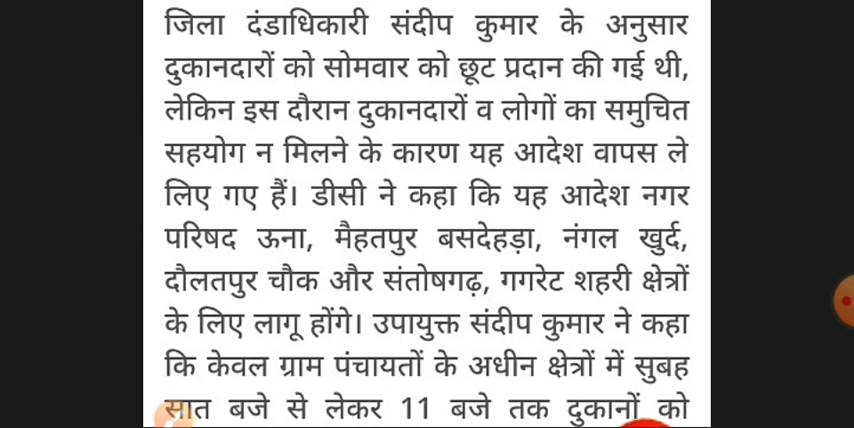 जिला दंडाधिकारी संदीप कुमार के अनुसार
दुकानदारों को सोमवार को छूट प्रदान की गई थी,
लेकिन इस दौरान दुकानदारों व लोगों का समुचित
सहयोग न मिलने के कारण यह आदेश वापस ले
लिए गए हैं। डीसी ने कहा कि यह आदेश नगर
परिषद ऊना, मैहतपुर बसदेहड़ा, नंगल खुर्द,
दौलतपुर चौक और संतोषगढ़, गगरेट शहरी क्षेत्रों
के लिए लागू होंगे। उपायुक्त संदीप कुमार ने कहा
कि केवल ग्राम पंचायतों के अधीन क्षेत्रों में सुबह
सात बजे से लेकर 11 बजे तक दुकानों को